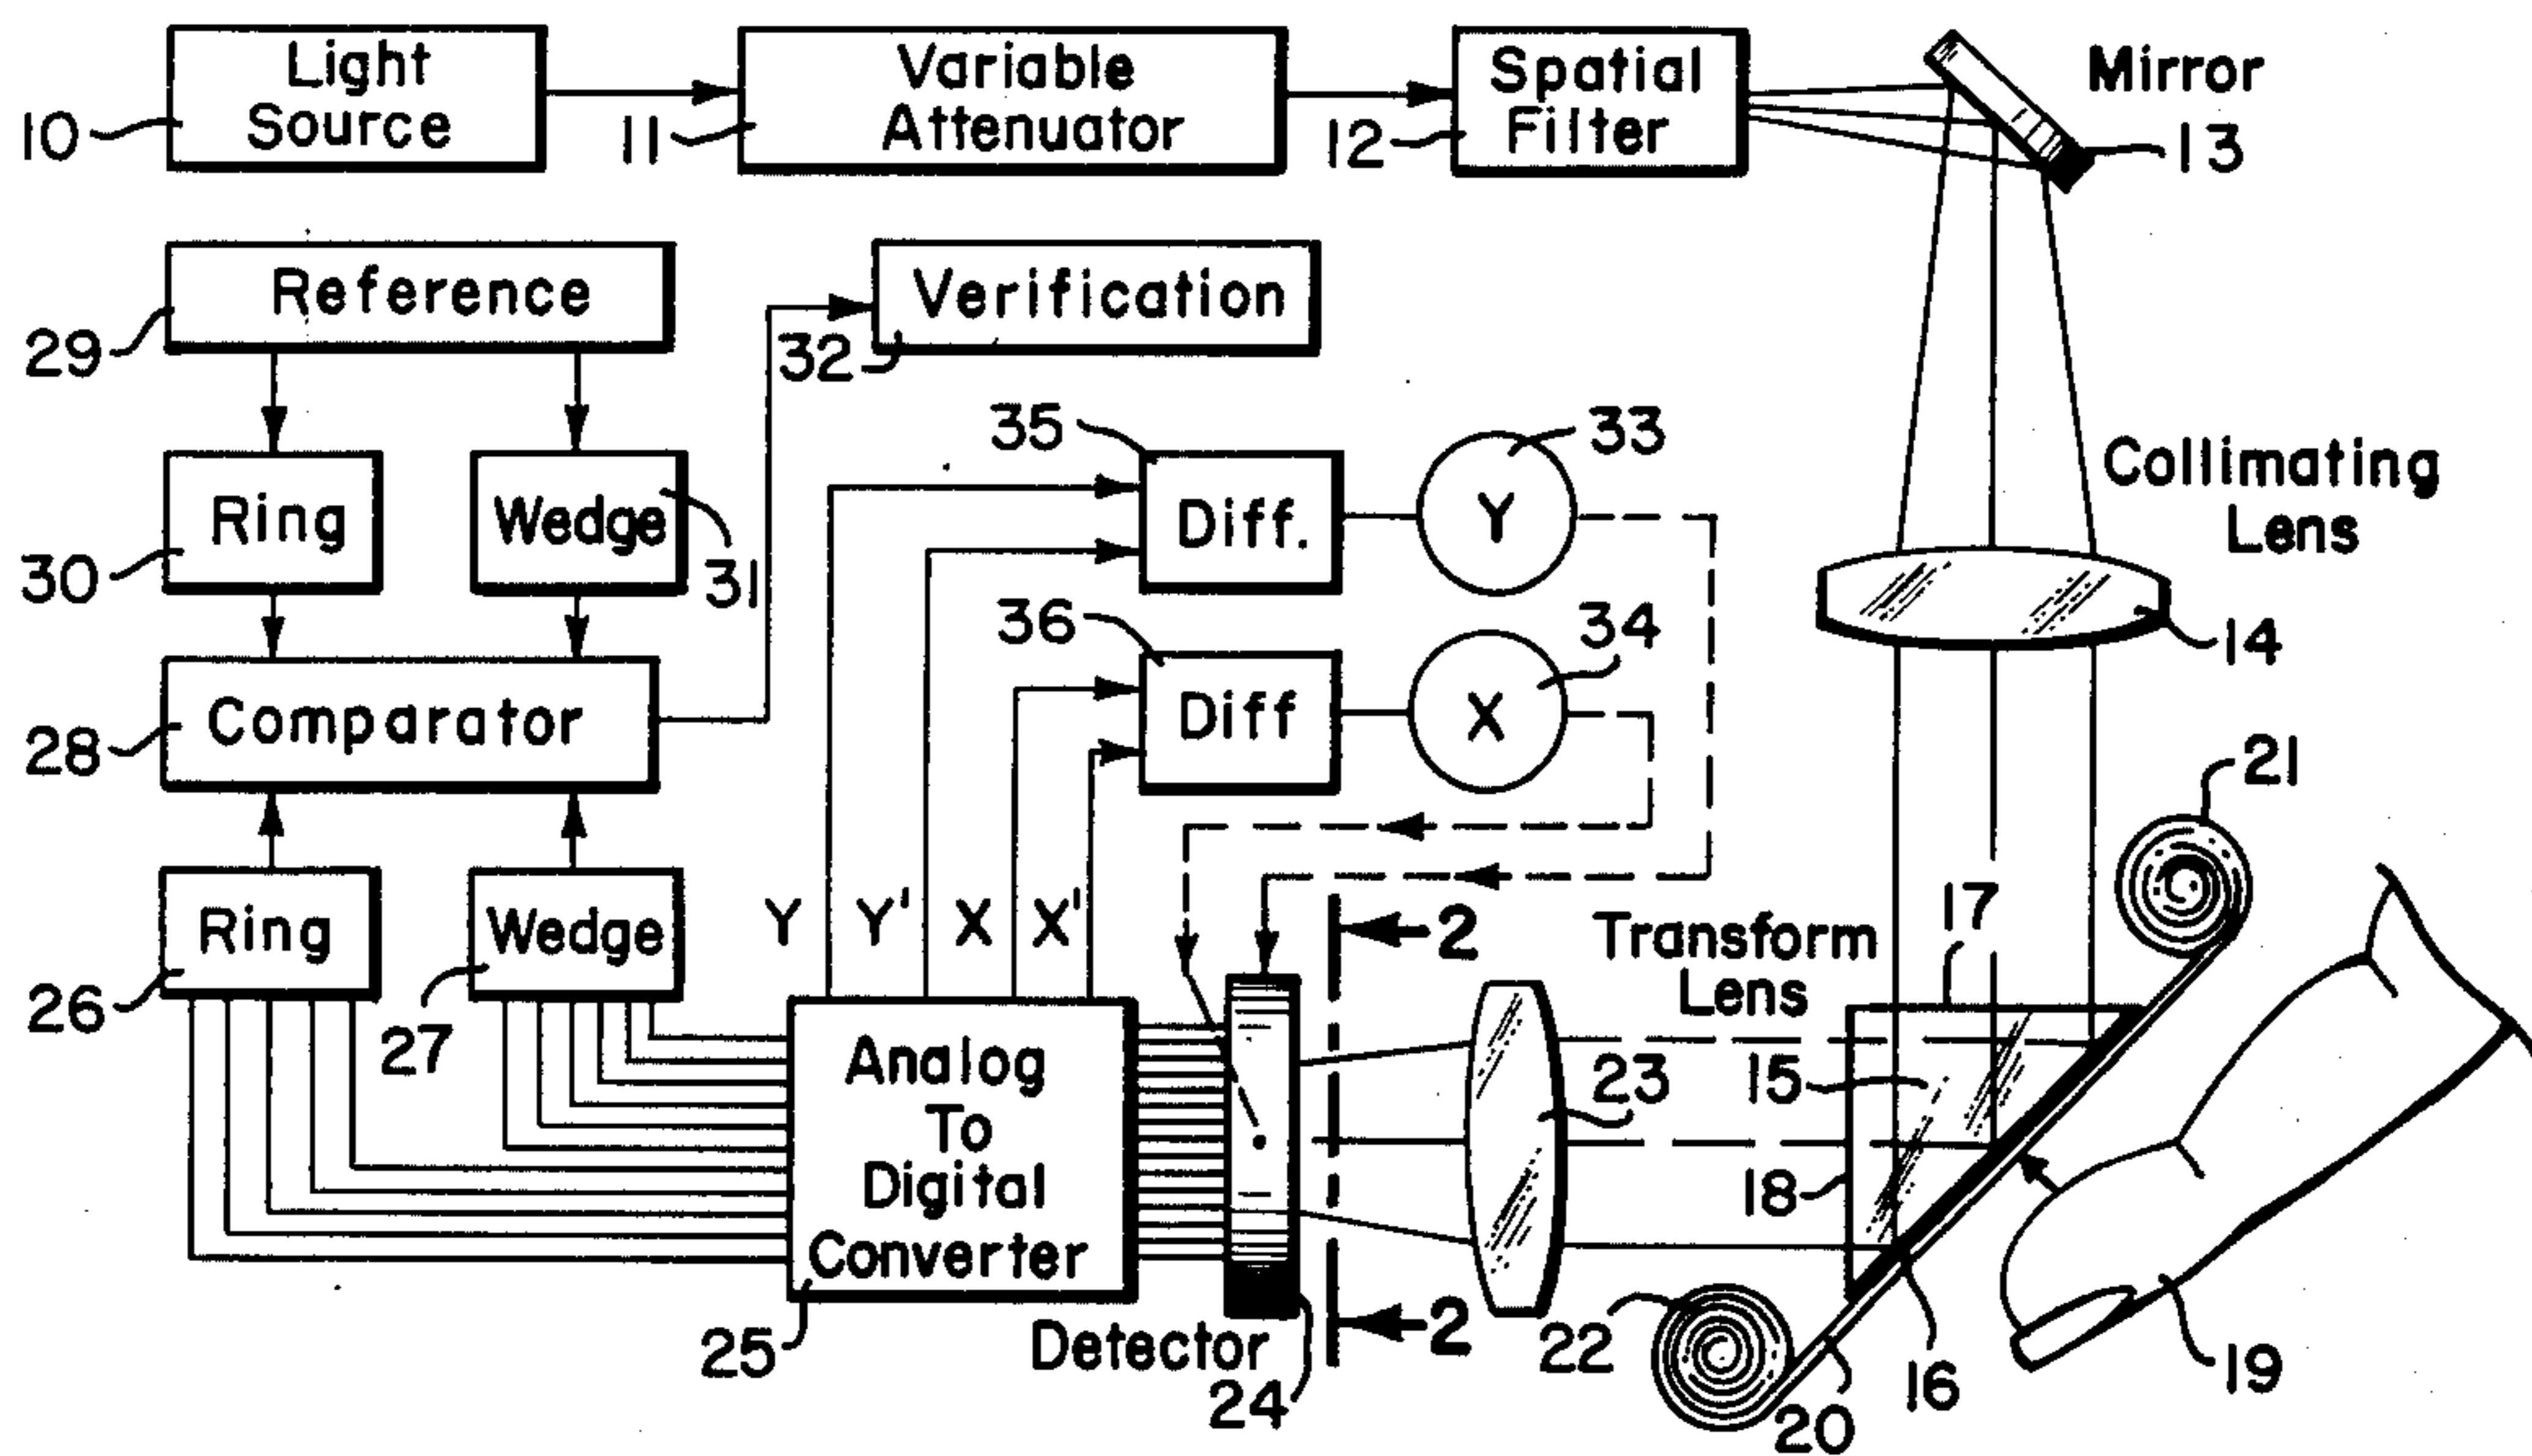 Light
Source
10
Variable
Attenuator
11
Spatial
Filter
12
Mirror
13
Reference
29
Verification
32
Ring
30
Wedge
31
35
Diff.
33
Y
Collimating
Lens
14
36
Diff
34
X
Comparator
28
21
Ring
26
Wedge
27
Y
Y'
X
X'
2
Transform
Lens
17
15
23
18
Analog
To
Digital
Converter
25
Detector
24
2
22
20
16
19